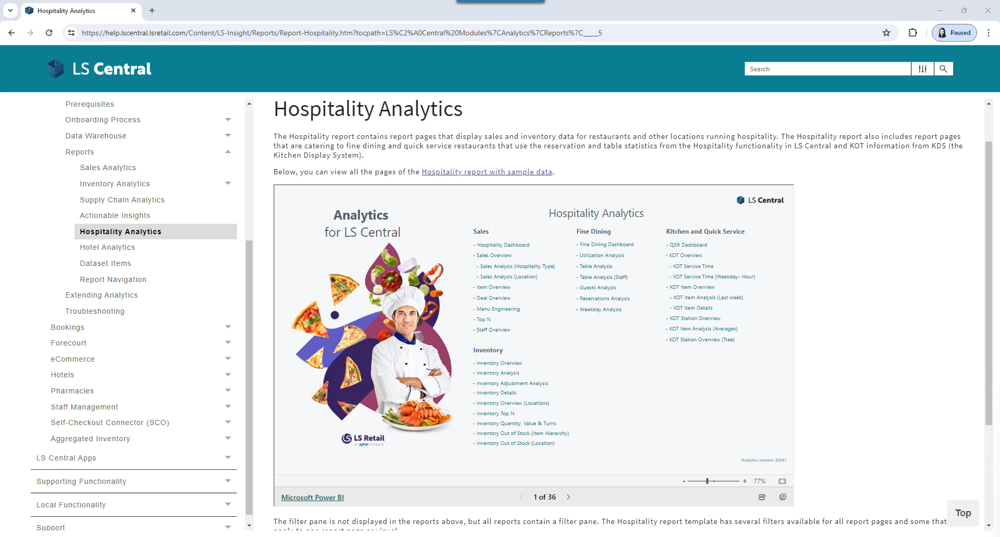 Hospitality Analytics
https://help.lscentral.lsretail.com/Content/LS-Insight/Reports/Report-Hospitality.htm?tocpath=LS%C2%A0Central%20Modules%7CAnalytics%7CReports%7C_____5
Paused
LS Central
Search
Prerequisites
Onboarding Process
Data Warehouse
Reports
Sales Analytics
Inventory Analytics
Supply Chain Analytics
Actionable Insights
Hospitality Analytics
Hotel Analytics
Dataset Items
Report Navigation
Extending Analytics
Troubleshooting
Bookings
Forecourt
eCommerce
Hotels
Pharmacies
Staff Management
Self-Checkout Connector (SCO)
Aggregated Inventory
LS Central Apps
Supporting Functionality
Local Functionality
Support
Hospitality Analytics
The Hospitality report contains report pages that display sales and inventory data for restaurants and other locations running hospitality. The Hospitality report also includes report pages
that are catering to fine dining and quick service restaurants that use the reservation and table statistics from the Hospitality functionality in LS Central and KOT information from KDS (the
Kitchen Display System).
Below, you can view all the pages of the Hospitality report with sample data.
LS Central
Analytics
for LS Central
LS Retail
an aptos company
Hospitality Analytics
Sales
- Hospitality Dashboard
- Sales Overview
- Sales Analysis (Hospitality Type)
- Sales Analysis (Location)
- Item Overview
- Deal Overview
- Menu Engineering
- Top N
- Staff Overview
Inventory
- Inventory Overview
- Inventory Analysis
- Inventory Adjustment Analysis
- Inventory Details
- Inventory Overview (Locations)
- Inventory Top N
- Inventory Quantity, Value & Turns
- Inventory Out of Stock (Item Hierarchy)
- Inventory Out of Stock (Location)
Fine Dining
- Fine Dining Dashboard
- Utilization Analysis
- Table Analysis
- Table Analysis (Staff)
- Guests Analysis
- Reservations Analysis
- Weekday Analysis
Kitchen and Quick Service
- QSR Dashboard
- KOT Overview
- KOT Service Time
- KOT Service Time (Weekday- Hour)
- KOT Item Overview
- KOT Item Analysis (Last week)
- KOT Item Details
- KOT Station Overview
- KOT Item Analysis (Averages)
- KOT Station Overview (Tree)
Analytics version: 20241
- + 77%
Microsoft Power BI
1 of 36
Top
The filter pane is not displayed in the reports above, but all reports contain a filter pane. The Hospitality report template has several filters available for all report pages and some that